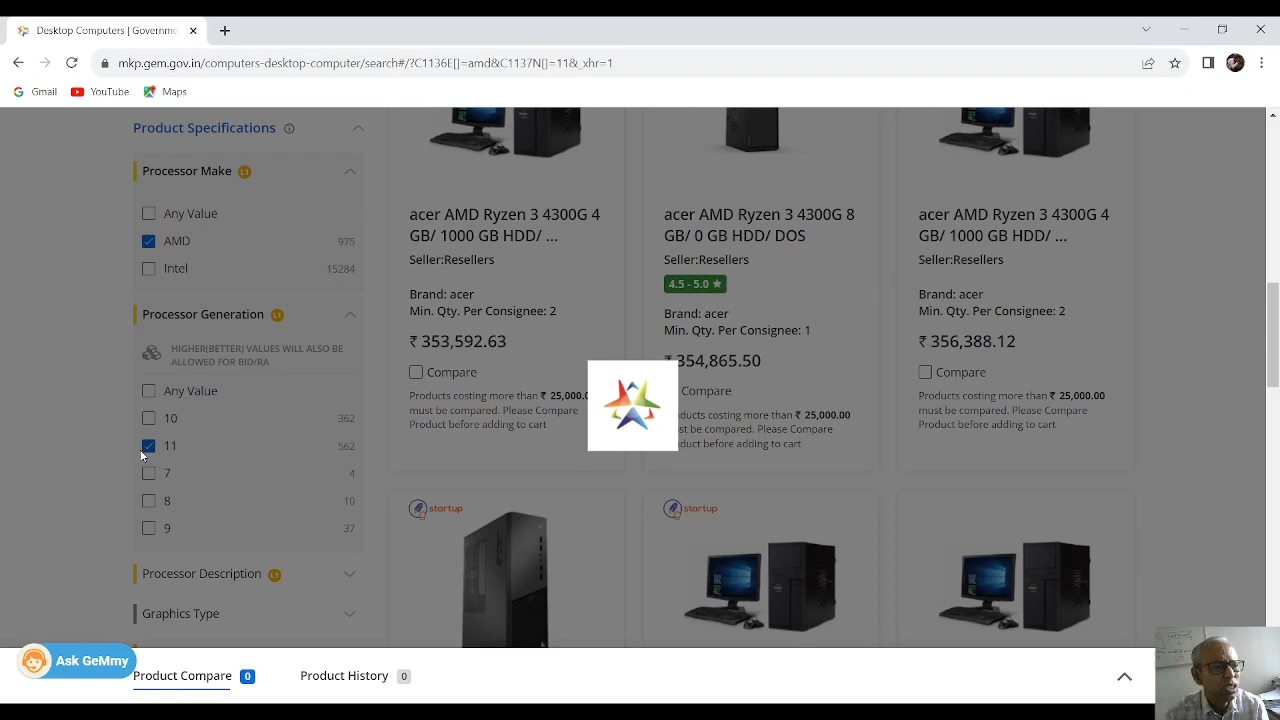 Desktop Computers | Governme
mkp.gem.gov.in/computers-desktop-computer/search#/?C1136E[]=amd&C1137N[]=11&_xhr=1
Gmail
YouTube
Maps
Product Specifications
Processor Make L1
Any Value
AMD 975
Intel 15284
Processor Generation L1
HIGHER(BETTER) VALUES WILL ALSO BE
ALLOWED FOR BID/RA
Any Value
10 362
11 562
7 4
8 10
9 37
Processor Description L1
Graphics Type
acer AMD Ryzen 3 4300G 4
GB/ 1000 GB HDD/ ...
Seller:Resellers
Brand: acer
Min. Qty. Per Consignee: 2
₹ 353,592.63
Compare
Products costing more than ₹ 25,000.0
must be compared. Please Compare
Product before adding to cart
acer AMD Ryzen 3 4300G 8
GB/ 0 GB HDD/ DOS
Seller:Resellers
4.5 - 5.0
Brand: acer
Min. Qty. Per Consignee: 1
₹ 354,865.50
Compare
ducts costing more than ₹ 25,000.00
ust be compared. Please Compare
duct before adding to cart
acer AMD Ryzen 3 4300G 4
GB/ 1000 GB HDD/ ...
Seller:Resellers
Brand: acer
Min. Qty. Per Consignee: 2
₹ 356,388.12
Compare
Products costing more than ₹ 25,000.00
must be compared. Please Compare
Product before adding to cart
startup
startup
Ask GeMmy
Product Compare 0
Product History 0